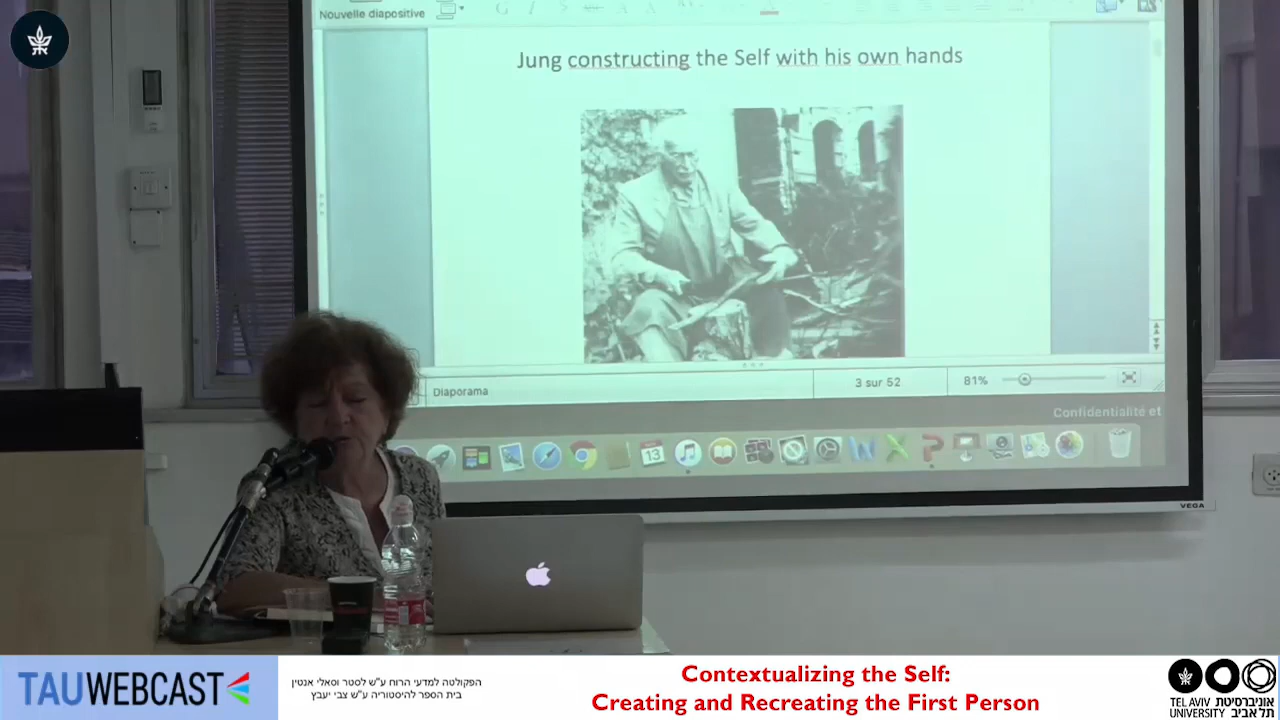 Nouvelle diapositive
Jung constructing the Self with his own hands
Diaporama
3 sur 52
81%
Confidentialité et
13
VEGA
TAUWEBCAST
הפקולטה למדעי הרוח ע"ש לסטר וסאלי אנטין
בית הספר להיסטוריה ע"ש צבי יעבץ
Contextualizing the Self:
Creating and Recreating the First Person
TEL AVIV UNIVERSITY
אוניברסיטת תל אביב